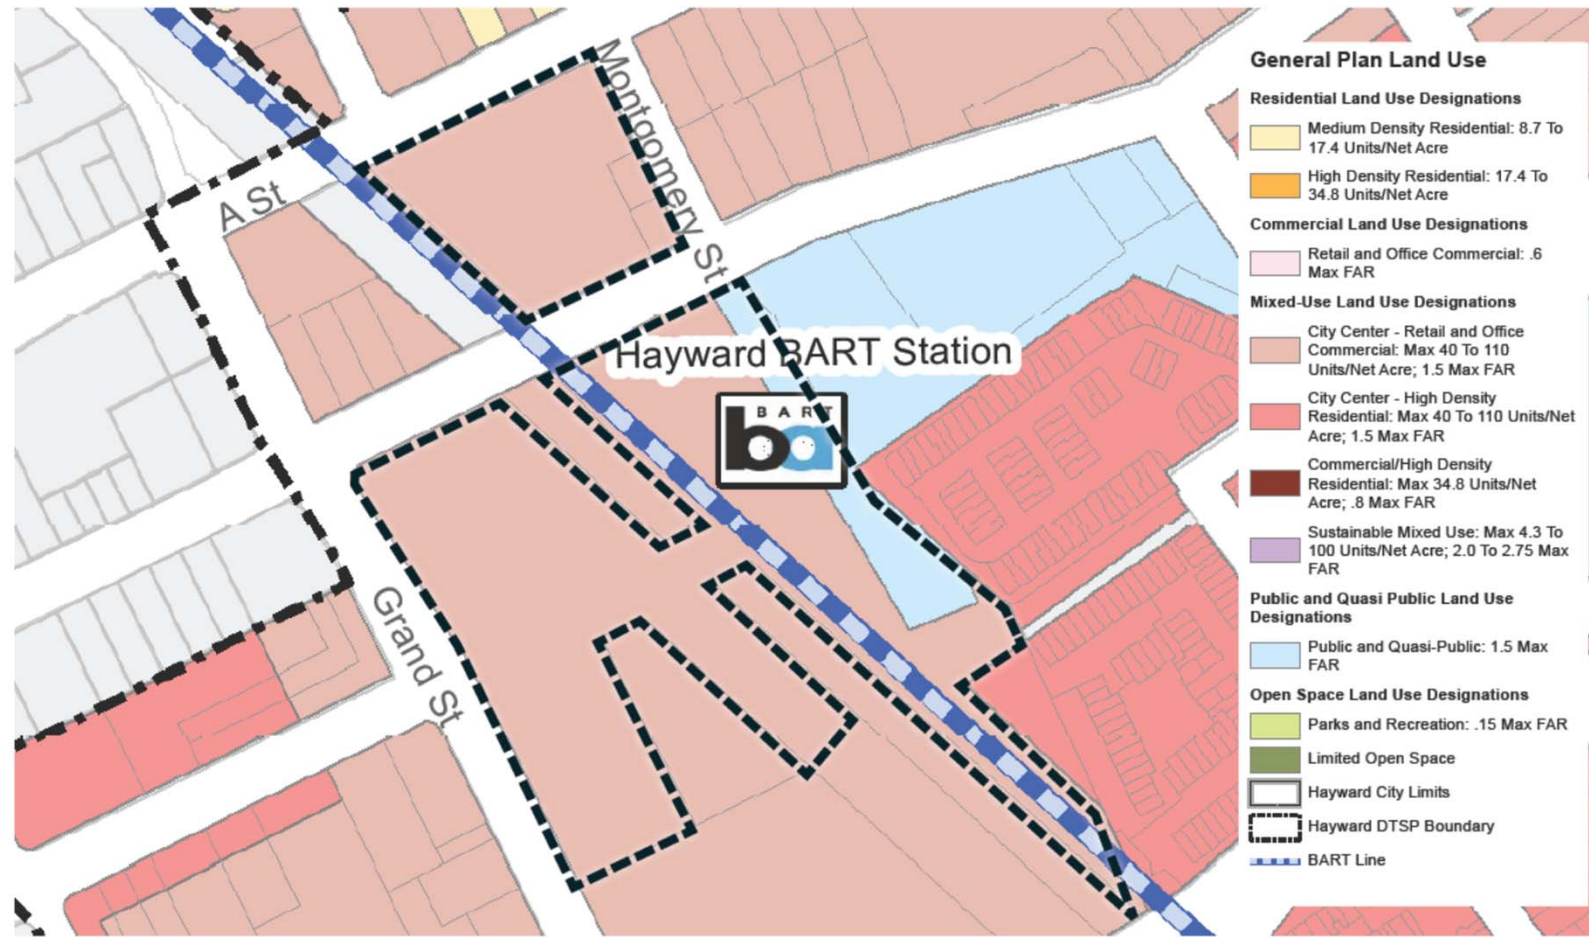 Montgomery St
A St
Hayward BART Station
BART
ba
Grand St
General Plan Land Use
Residential Land Use Designations
Medium Density Residential: 8.7 To
17.4 Units/Net Acre
High Density Residential: 17.4 To
34.8 Units/Net Acre
Commercial Land Use Designations
Retail and Office Commercial: .6
Max FAR
Mixed-Use Land Use Designations
City Center - Retail and Office
Commercial: Max 40 To 110
Units/Net Acre; 1.5 Max FAR
City Center - High Density
Residential: Max 40 To 110 Units/Net
Acre; 1.5 Max FAR
Commercial/High Density
Residential: Max 34.8 Units/Net
Acre; .8 Max FAR
Sustainable Mixed Use: Max 4.3 To
100 Units/Net Acre; 2.0 To 2.75 Max
FAR
Public and Quasi Public Land Use
Designations
Public and Quasi-Public: 1.5 Max
FAR
Open Space Land Use Designations
Parks and Recreation: .15 Max FAR
Limited Open Space
Hayward City Limits
Hayward DTSP Boundary
BART Line